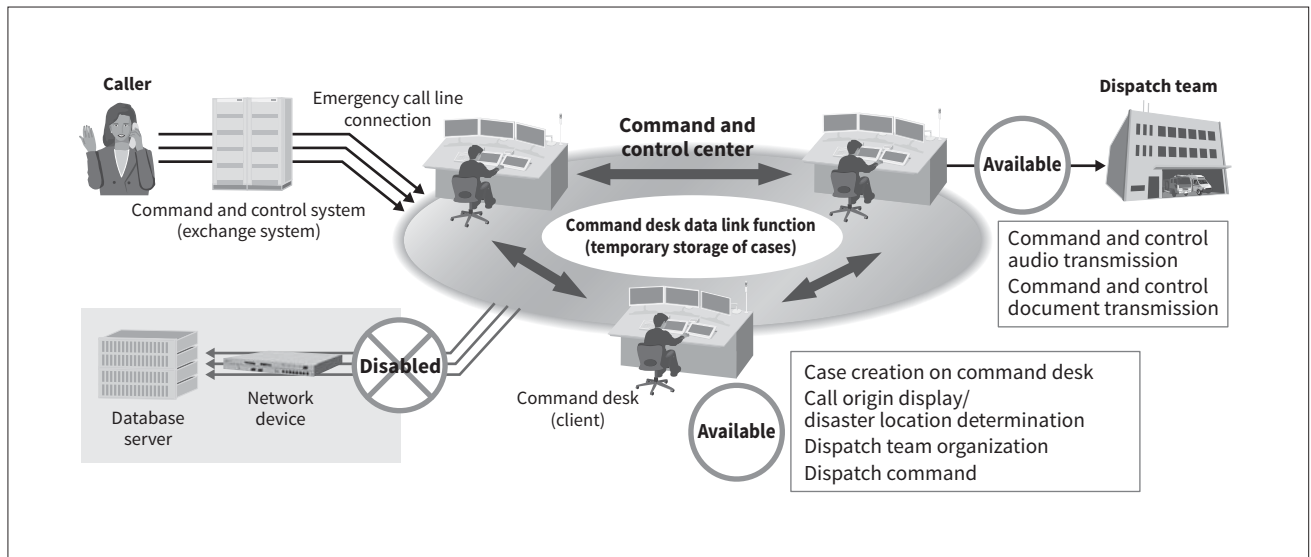 Caller
Emergency call line
connection
Command and control system
(exchange system)
Command and
control center
Command desk data link function
(temporary storage of cases)
Dispatch team
Available
Command and control
audio transmission
Command and control
document transmission
Disabled
Database
server
Network
device
Command desk
(client)
Available
Case creation on command desk
Call origin display/
disaster location determination
Dispatch team organization
Dispatch command